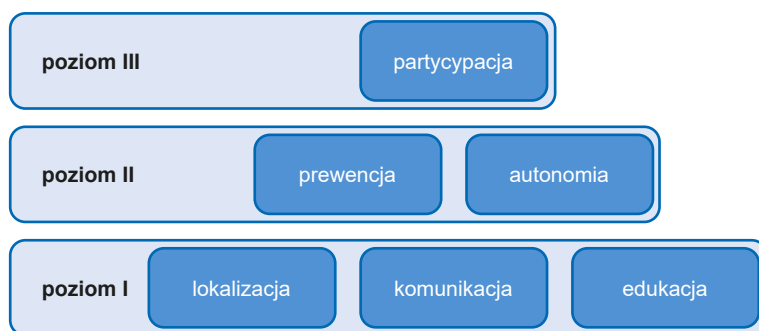 poziom III
partycypacja
poziom II
prewencja
autonomia
poziom I
lokalizacja
komunikacja
edukacja